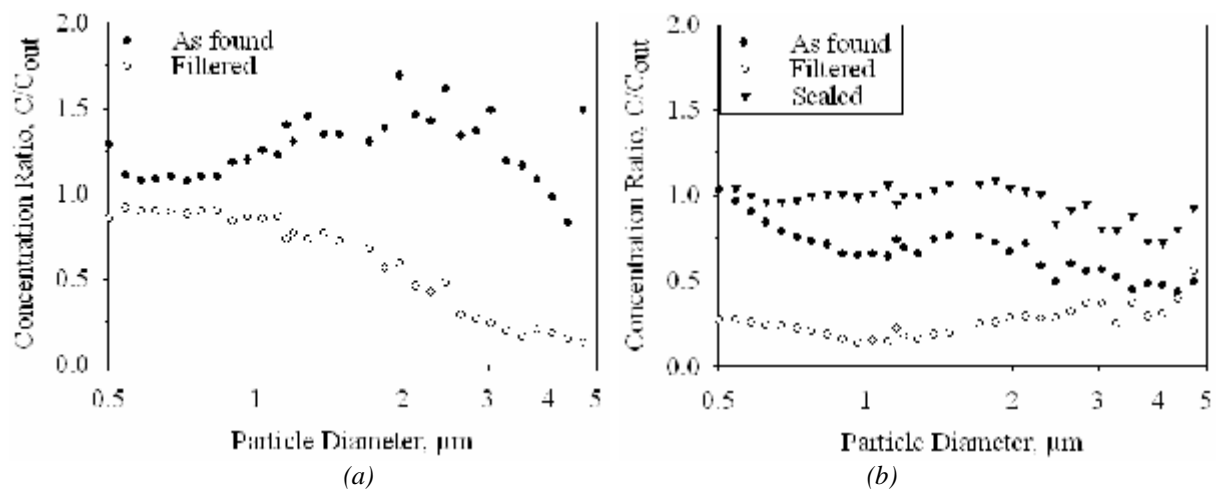 2.0
As found
Filtered
1.5
1.0
0.5
0.0
Concentration Ratio, C/Cout
0.5
1
2
3
4
5
Particle Diameter, µm
(a)
2.0
As found
Filtered
Sealed
1.5
1.0
0.5
0.0
Concentration Ratio, C/Cout
0.5
1
2
3
4
5
Particle Diameter, µm
(b)